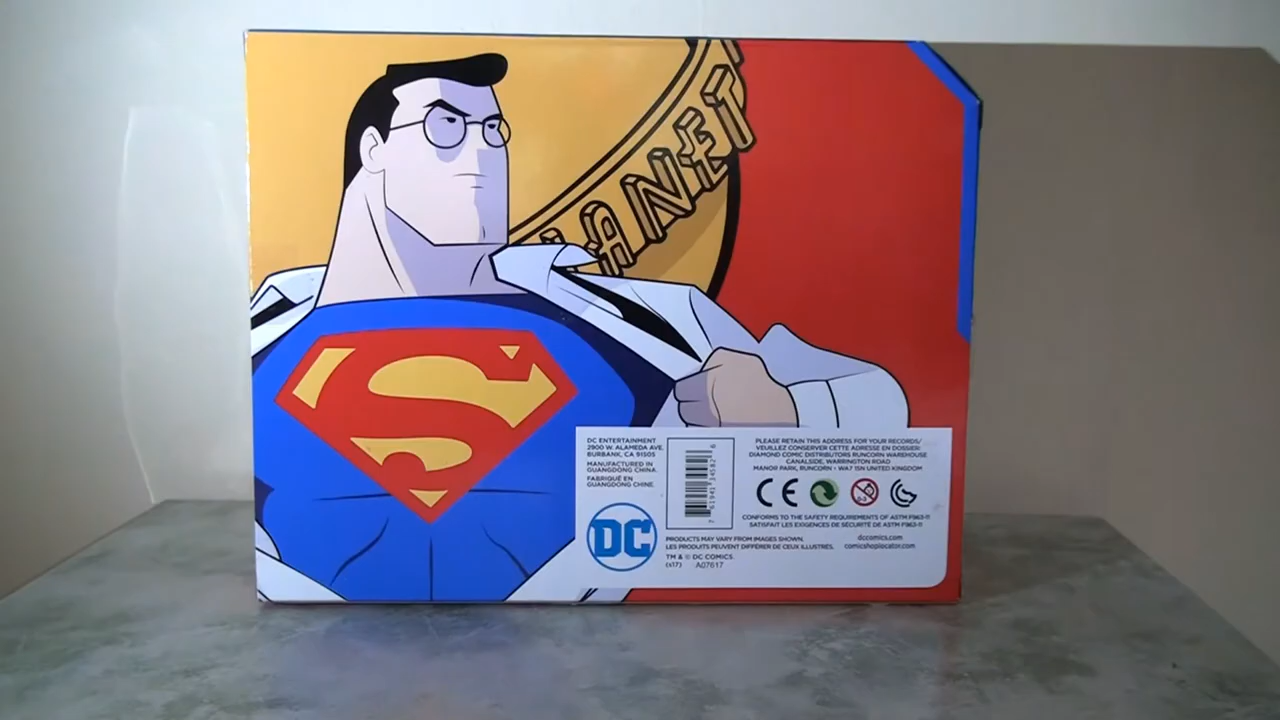 LANET
S
DC ENTERTAINMENT
2900 W. ALAMEDA AVE.
BURBANK, CA 91505
MANUFACTURED IN
GUANGDONG CHINA.
FABRIQUÉ EN
GUANGDONG CHINE.
DC
PLEASE RETAIN THIS ADDRESS FOR YOUR RECORDS/
VEUILLEZ CONSERVER CETTE ADRESSE EN DOSSIER:
DIAMOND COMIC DISTRIBUTORS RUNCORN WAREHOUSE
CANALSIDE, WARRINGTON ROAD
MANOR PARK, RUNCORN • WA7 1SN UNITED KINGDOM
CE
0-3
CONFORMS TO THE SAFETY REQUIREMENTS OF ASTM F963-11
SATISFAIT LES EXIGENCES DE SÉCURITÉ DE ASTM F963-11
PRODUCTS MAY VARY FROM IMAGES SHOWN.
LES PRODUITS PEUVENT DIFFÉRER DE CEUX ILLUSTRÉS.
TM & © DC COMICS.
(s17) A07617
dccomics.com
comicshoplocator.com